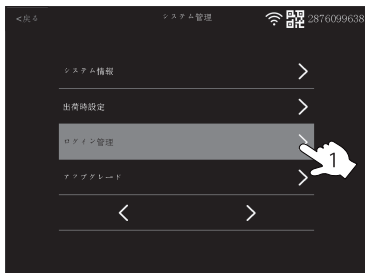 <戻る
システム管理
2876099638
システム情報
出荷時設定
ログイン管理
アップグレード
1